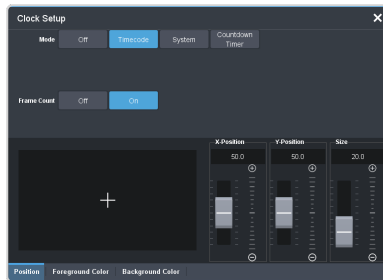 Clock Setup ×
Mode Off Timecode System Countdown Timer
Frame Count Off On
X-Position Y-Position Size
50.0 50.0 20.0
Position Foreground Color Background Color